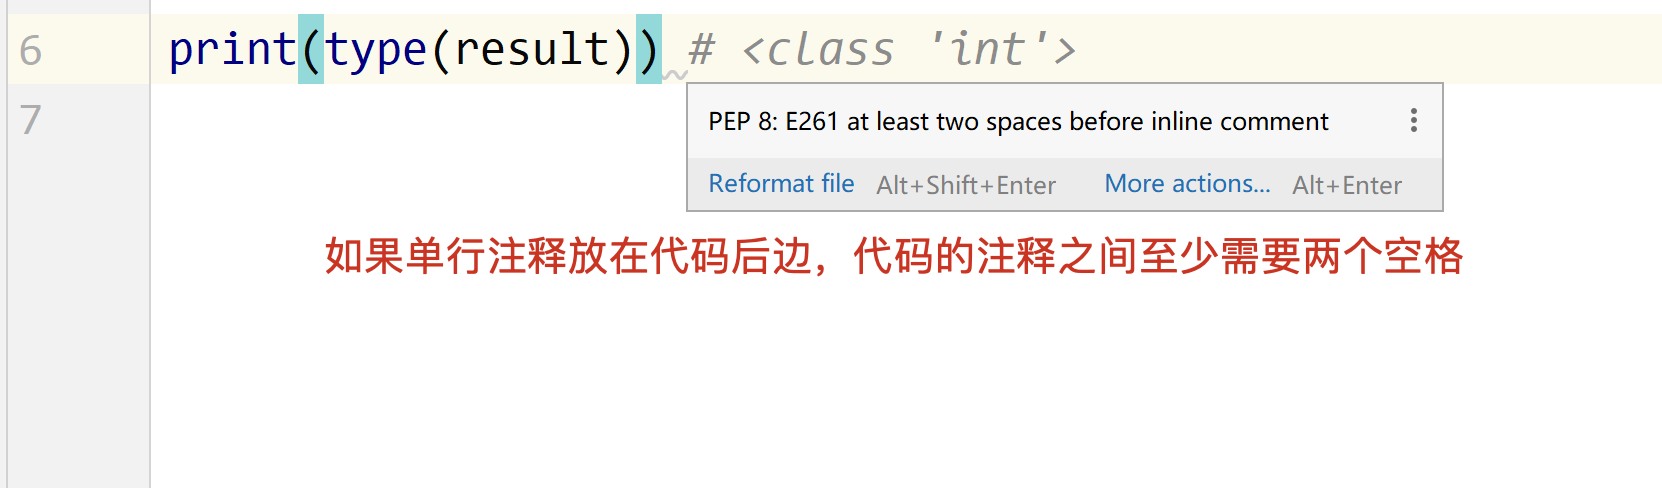 6 print(type(result)) # <class 'int'>
7
PEP 8: E261 at least two spaces before inline comment
Reformat file Alt+Shift+Enter More actions... Alt+Enter
如果单行注释放在代码后边，代码的注释之间至少需要两个空格